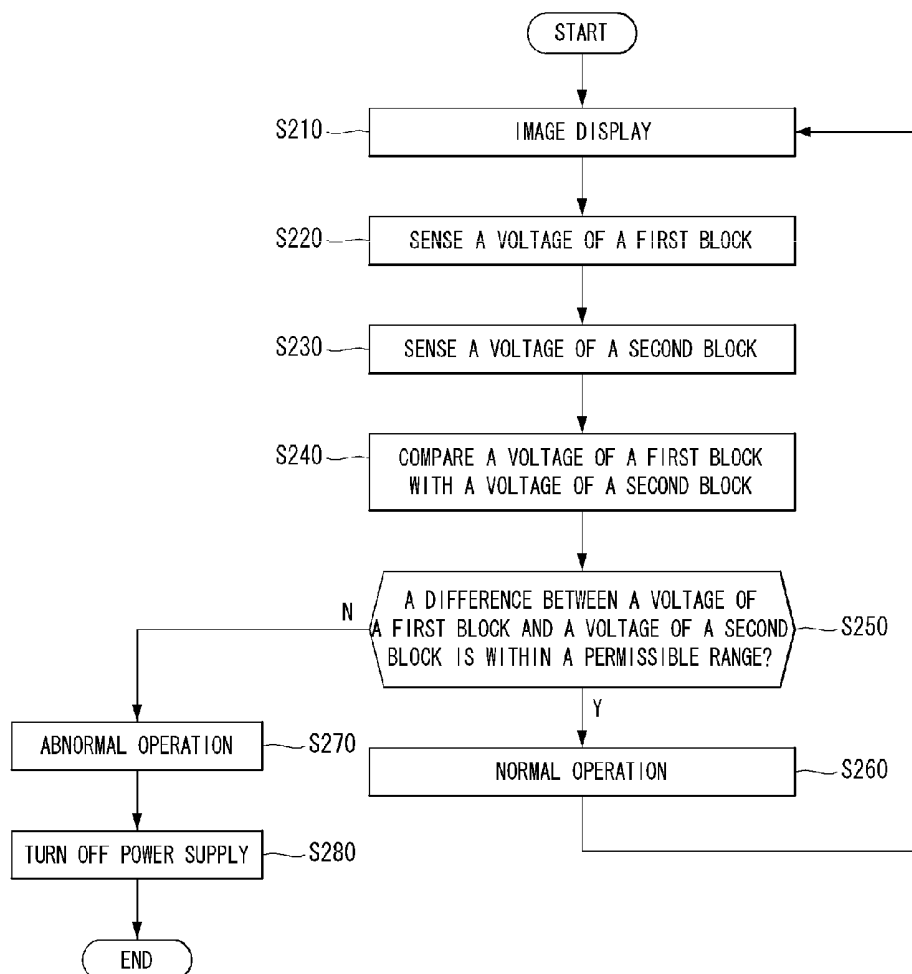 START
S210
IMAGE DISPLAY
S220
SENSE A VOLTAGE OF A FIRST BLOCK
S230
SENSE A VOLTAGE OF A SECOND BLOCK
S240
COMPARE A VOLTAGE OF A FIRST BLOCK
WITH A VOLTAGE OF A SECOND BLOCK
N
A DIFFERENCE BETWEEN A VOLTAGE OF
A FIRST BLOCK AND A VOLTAGE OF A SECOND
BLOCK IS WITHIN A PERMISSIBLE RANGE?
S250
Y
ABNORMAL OPERATION
S270
NORMAL OPERATION
S260
TURN OFF POWER SUPPLY
S280
END